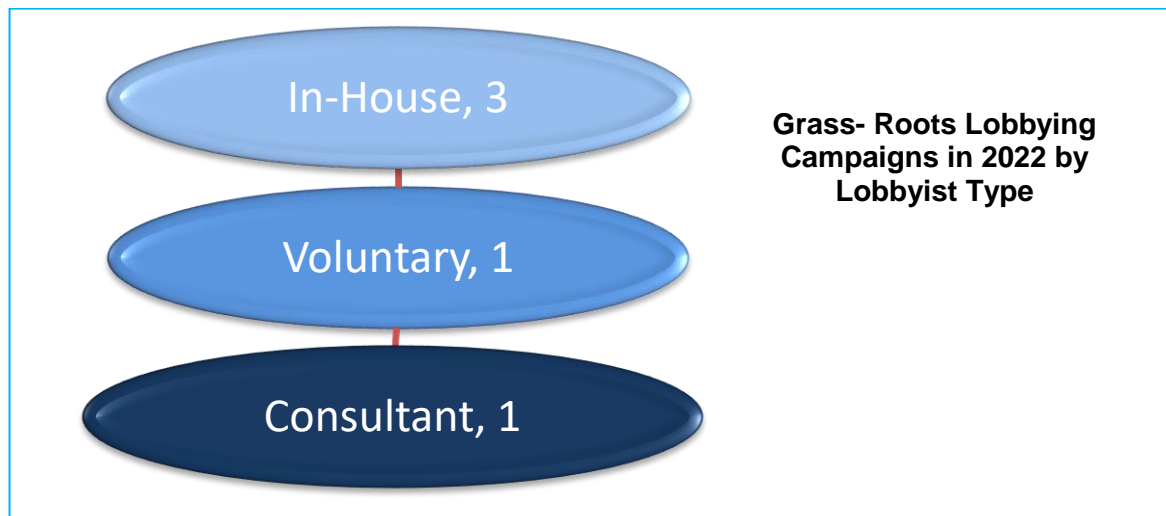 In-House, 3
Grass- Roots Lobbying
Campaigns in 2022 by
Lobbyist Type
Voluntary, 1
Consultant, 1